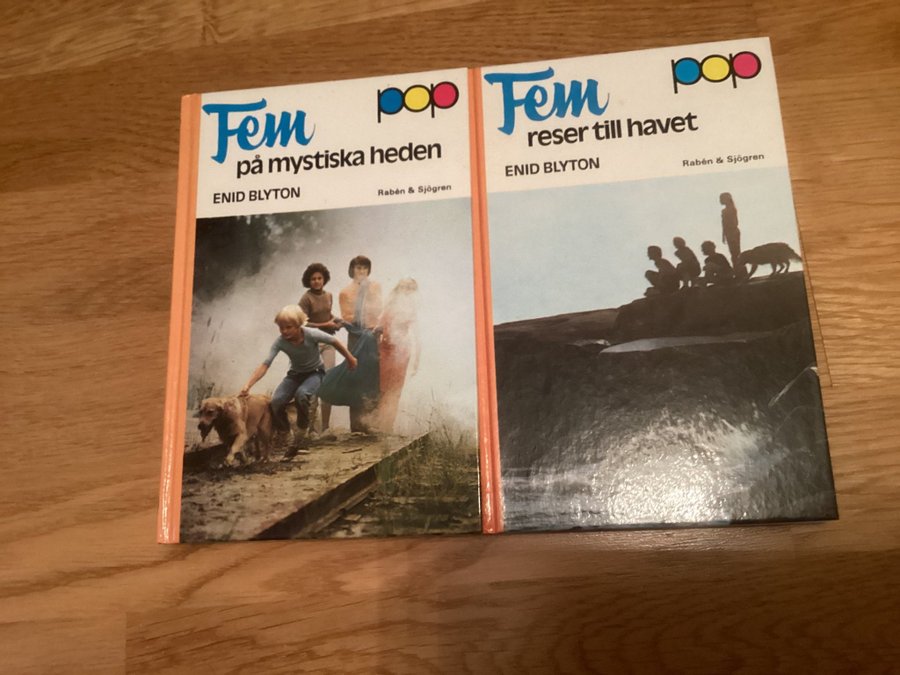 Fem
pop
på mystiska heden
ENID BLYTON
Rabén & Sjögren
Fem
pop
reser till havet
ENID BLYTON
Rabén & Sjögren